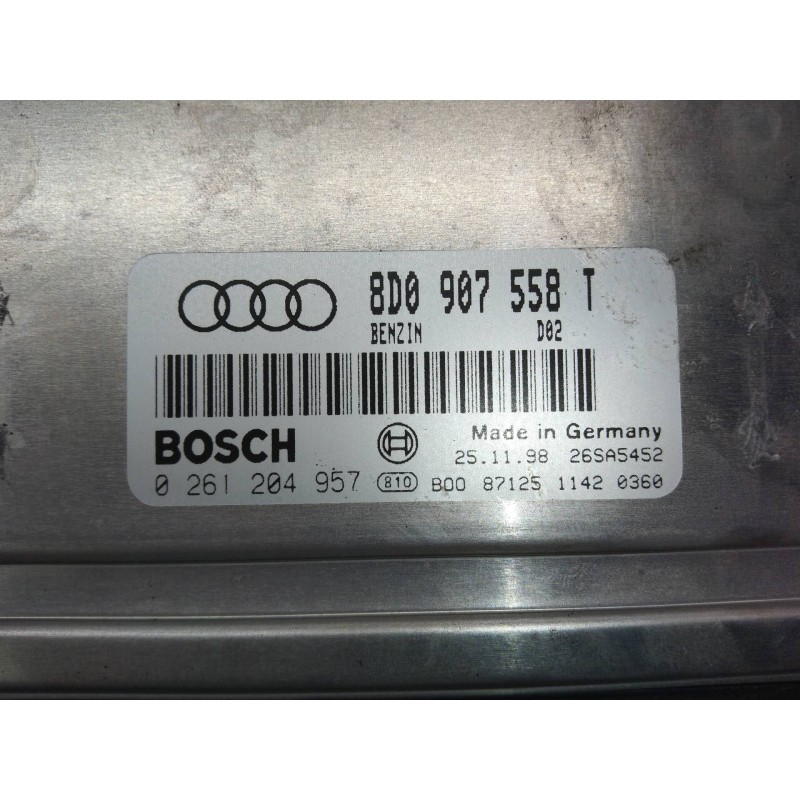 8D0 907 558 T
BENZIN D02
BOSCH
Made in Germany
25.11.98 26SA5452
0 261 204 957 810 B00 87125 1142 0360